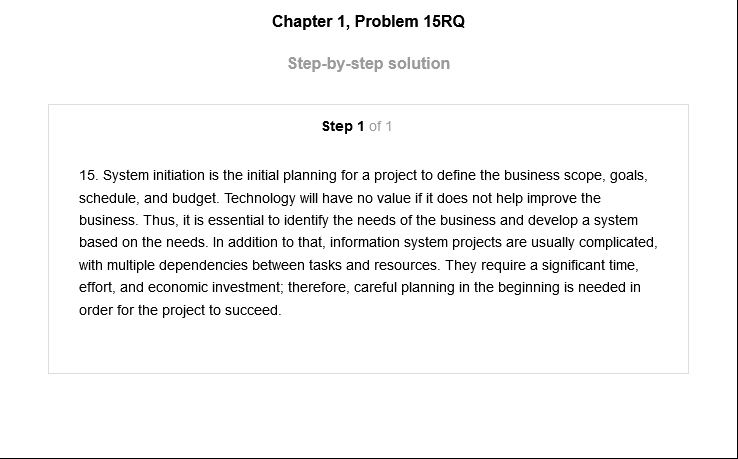 Chapter 1, Problem 15RQ
Step-by-step solution
Step 1 of 1
15. System initiation is the initial planning for a project to define the business scope, goals,
schedule, and budget. Technology will have no value if it does not help improve the
business. Thus, it is essential to identify the needs of the business and develop a system
based on the needs. In addition to that, information system projects are usually complicated,
with multiple dependencies between tasks and resources. They require a significant time,
effort, and economic investment; therefore, careful planning in the beginning is needed in
order for the project to succeed.